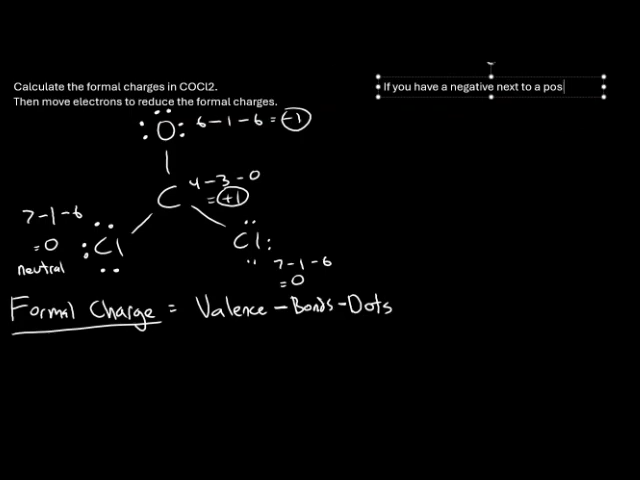 Calculate the formal charges in COCl2.
Then move electrons to reduce the formal charges.
If you have a negative next to a pos
O 6-1-6 = -1
C 4-3-0
= +1
7-1-6
= 0
neutral
Cl
Cl
7-1-6
= 0
Formal Charge = Valence - Bonds - Dots